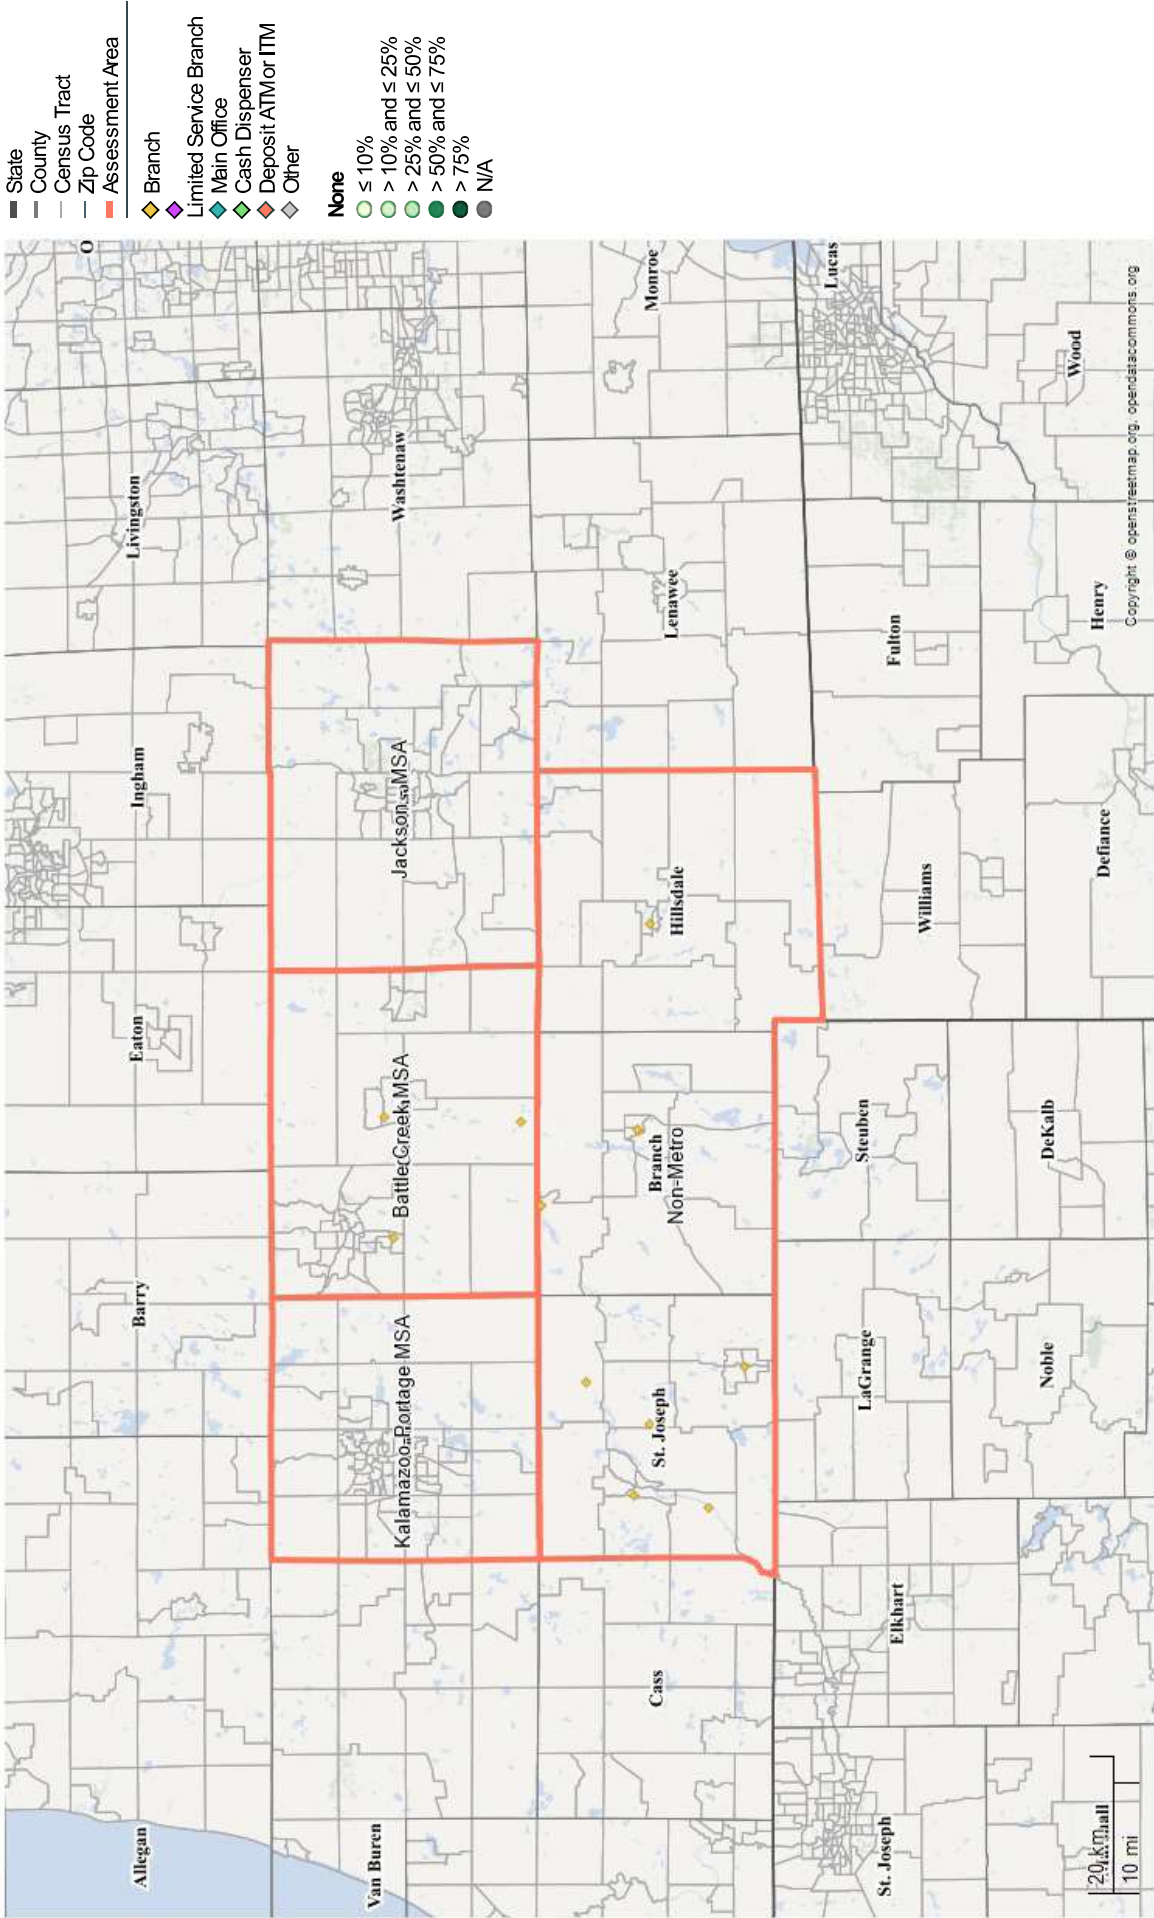 State
County
Census Tract
Zip Code
Assessment Area
Branch
Limited Service Branch
Main Office
Cash Dispenser
Deposit ATM or ITM
Other
None
≤ 10%
> 10% and ≤ 25%
> 25% and ≤ 50%
> 50% and ≤ 75%
> 75%
N/A
Allegan
Barry
Eaton
Ingham
Livingston
O
Van Buren
Kalamazoo-Portage MSA
Battle Creek MSA
Jackson MSA
Washtenaw
Cass
St. Joseph
Branch
Non-Metro
Hillsdale
Lenawee
Monroe
St. Joseph
Elkhart
LaGrange
Steuben
Williams
Fulton
Lucas
Noble
DeKalb
Defiance
Henry
Wood
20 km
10 mi
Copyright © openstreetmap.org, opendatacommons.org